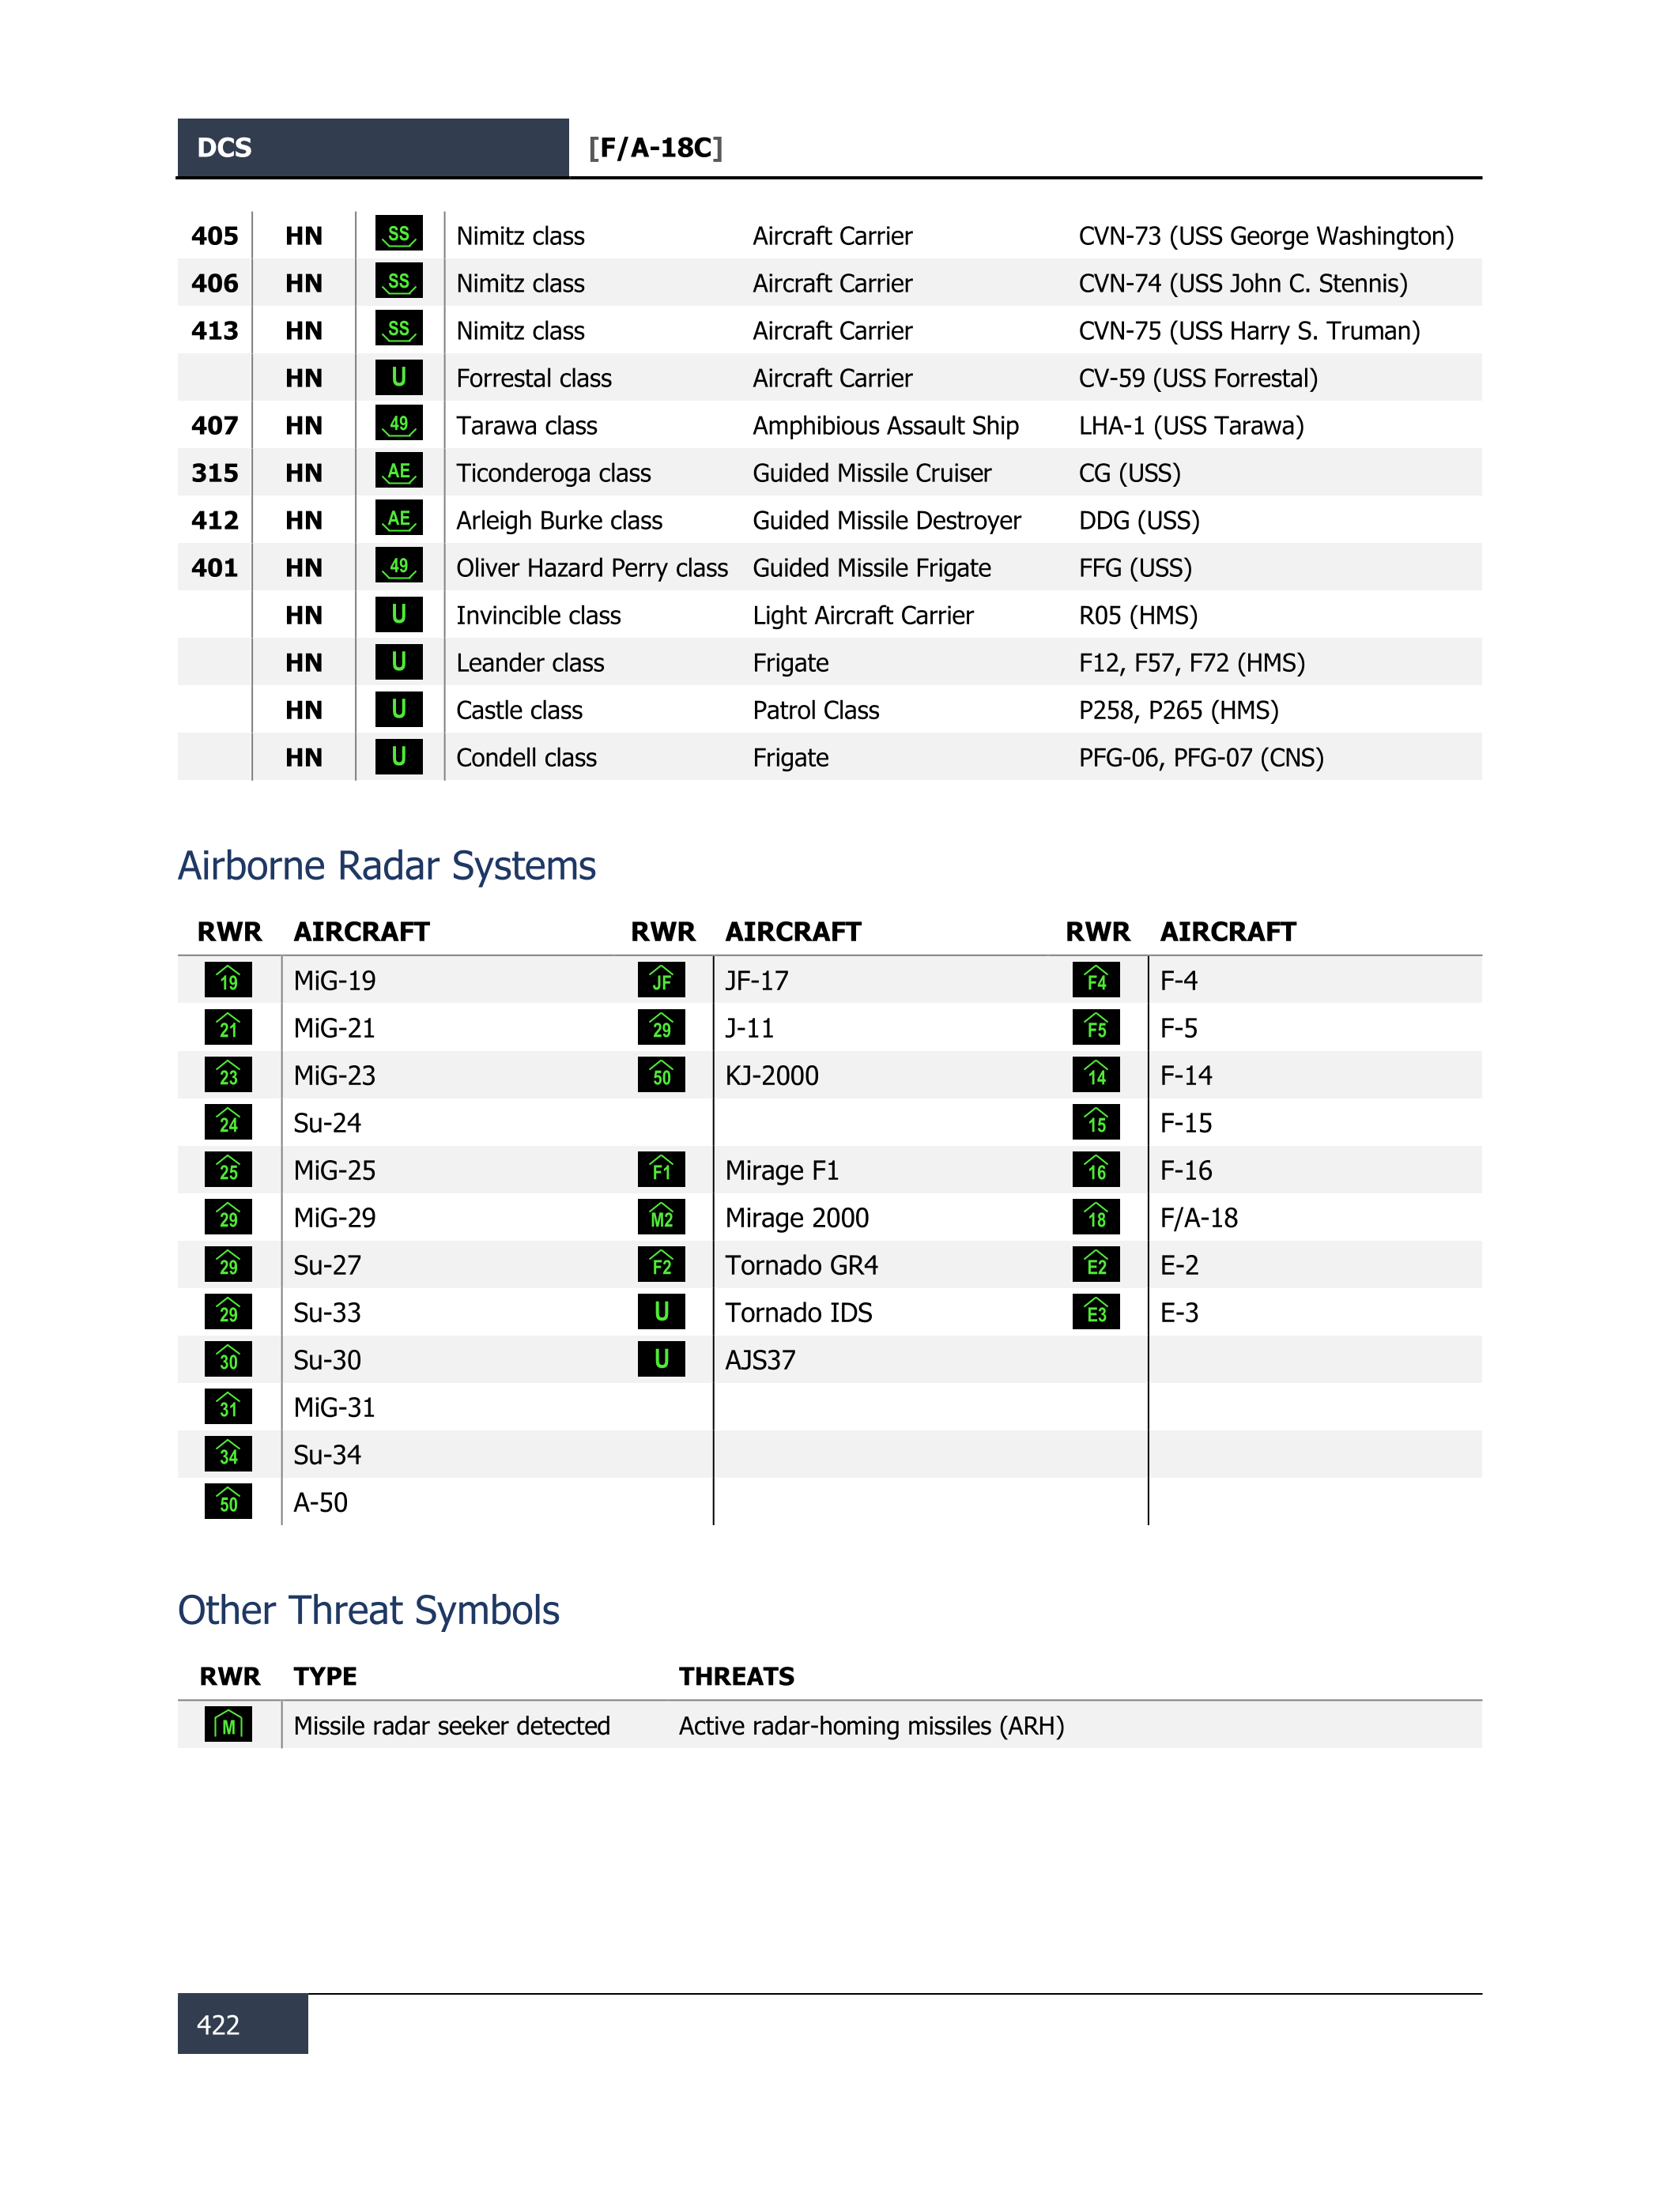 DCS [F/A-18C]
405 HN SS Nimitz class Aircraft Carrier CVN-73 (USS George Washington)
406 HN SS Nimitz class Aircraft Carrier CVN-74 (USS John C. Stennis)
413 HN SS Nimitz class Aircraft Carrier CVN-75 (USS Harry S. Truman)
HN U Forrestal class Aircraft Carrier CV-59 (USS Forrestal)
407 HN 49 Tarawa class Amphibious Assault Ship LHA-1 (USS Tarawa)
315 HN AE Ticonderoga class Guided Missile Cruiser CG (USS)
412 HN AE Arleigh Burke class Guided Missile Destroyer DDG (USS)
401 HN 49 Oliver Hazard Perry class Guided Missile Frigate FFG (USS)
HN U Invincible class Light Aircraft Carrier R05 (HMS)
HN U Leander class Frigate F12, F57, F72 (HMS)
HN U Castle class Patrol Class P258, P265 (HMS)
HN U Condell class Frigate PFG-06, PFG-07 (CNS)
Airborne Radar Systems
RWR AIRCRAFT RWR AIRCRAFT RWR AIRCRAFT
19 MiG-19 JF JF-17 F4 F-4
21 MiG-21 29 J-11 F5 F-5
23 MiG-23 50 KJ-2000 14 F-14
24 Su-24 15 F-15
25 MiG-25 F1 Mirage F1 16 F-16
29 MiG-29 M2 Mirage 2000 18 F/A-18
29 Su-27 F2 Tornado GR4 E2 E-2
29 Su-33 U Tornado IDS E3 E-3
30 Su-30 U AJS37
31 MiG-31
34 Su-34
50 A-50
Other Threat Symbols
RWR TYPE THREATS
M Missile radar seeker detected Active radar-homing missiles (ARH)
422